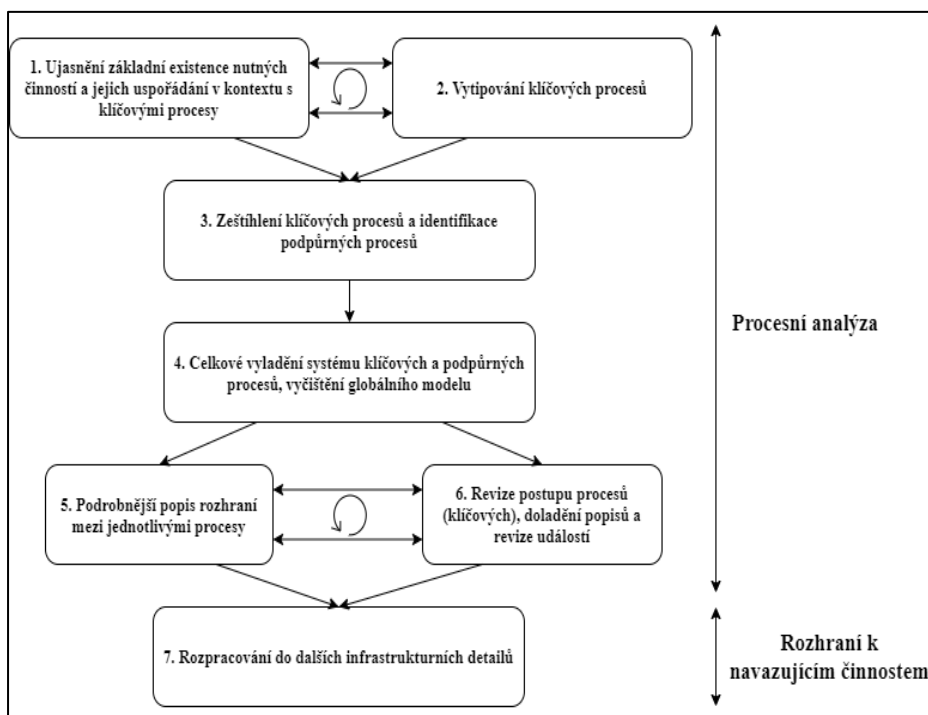 1. Ujasnění základní existence nutných
činností a jejich uspořádání v kontextu s
klíčovými procesy
2. Vytipování klíčových procesů
3. Zeštíhlení klíčových procesů a identifikace
podpůrných procesů
Procesní analýza
4. Celkové vyladění systému klíčových a podpůrných
procesů, vyčištění globálního modelu
5. Podrobnější popis rozhraní
mezi jednotlivými procesy
6. Revize postupu procesů
(klíčových), doladění popisů a
revize událostí
7. Rozpracování do dalších infrastrukturních detailů
Rozhraní k
navazujícím činnostem